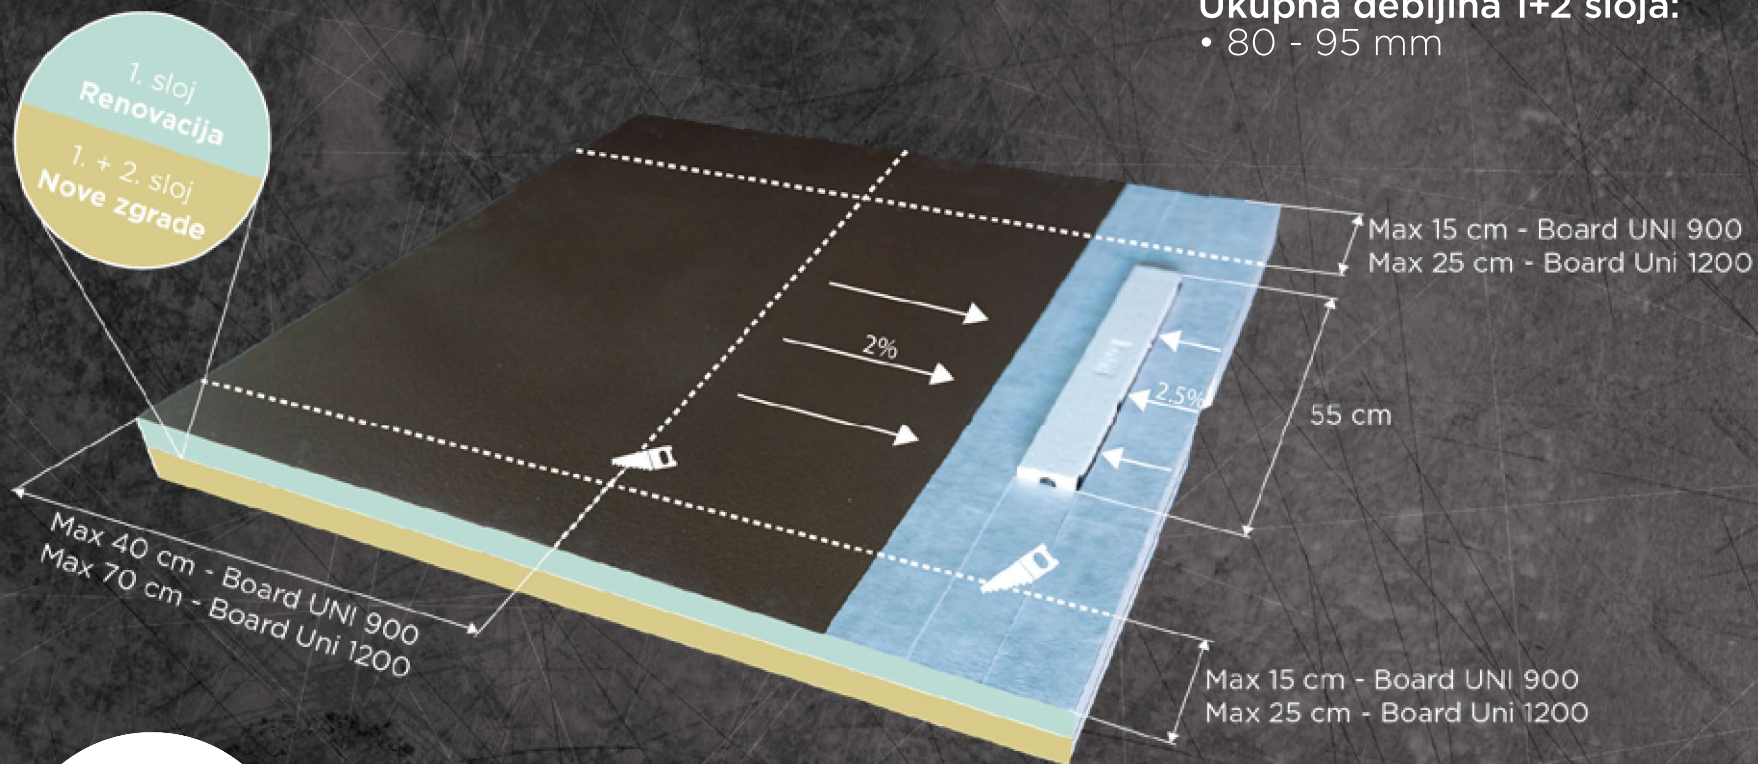 Ukupna debljina 1+2 sloja:
• 80 - 95 mm
1. sloj
Renovacija
1. + 2. sloj
Nove zgrade
Max 15 cm - Board UNI 900
Max 25 cm - Board Uni 1200
2%
2.5%
55 cm
Max 40 cm - Board UNI 900
Max 70 cm - Board Uni 1200
Max 15 cm - Board UNI 900
Max 25 cm - Board Uni 1200